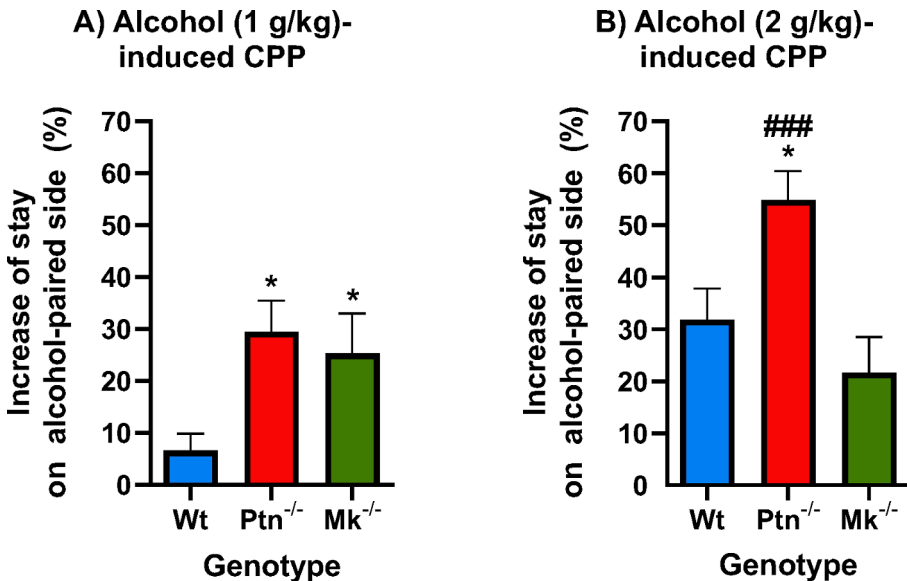 A) Alcohol (1 g/kg)-
induced CPP
Increase of stay
on alcohol-paired side (%)
70
60
50
40
30
20
10
0
*
*
Wt
Ptn⁻/⁻
Mk⁻/⁻
Genotype
B) Alcohol (2 g/kg)-
induced CPP
Increase of stay
on alcohol-paired side (%)
70
60
50
40
30
20
10
0
###
*
Wt
Ptn⁻/⁻
Mk⁻/⁻
Genotype